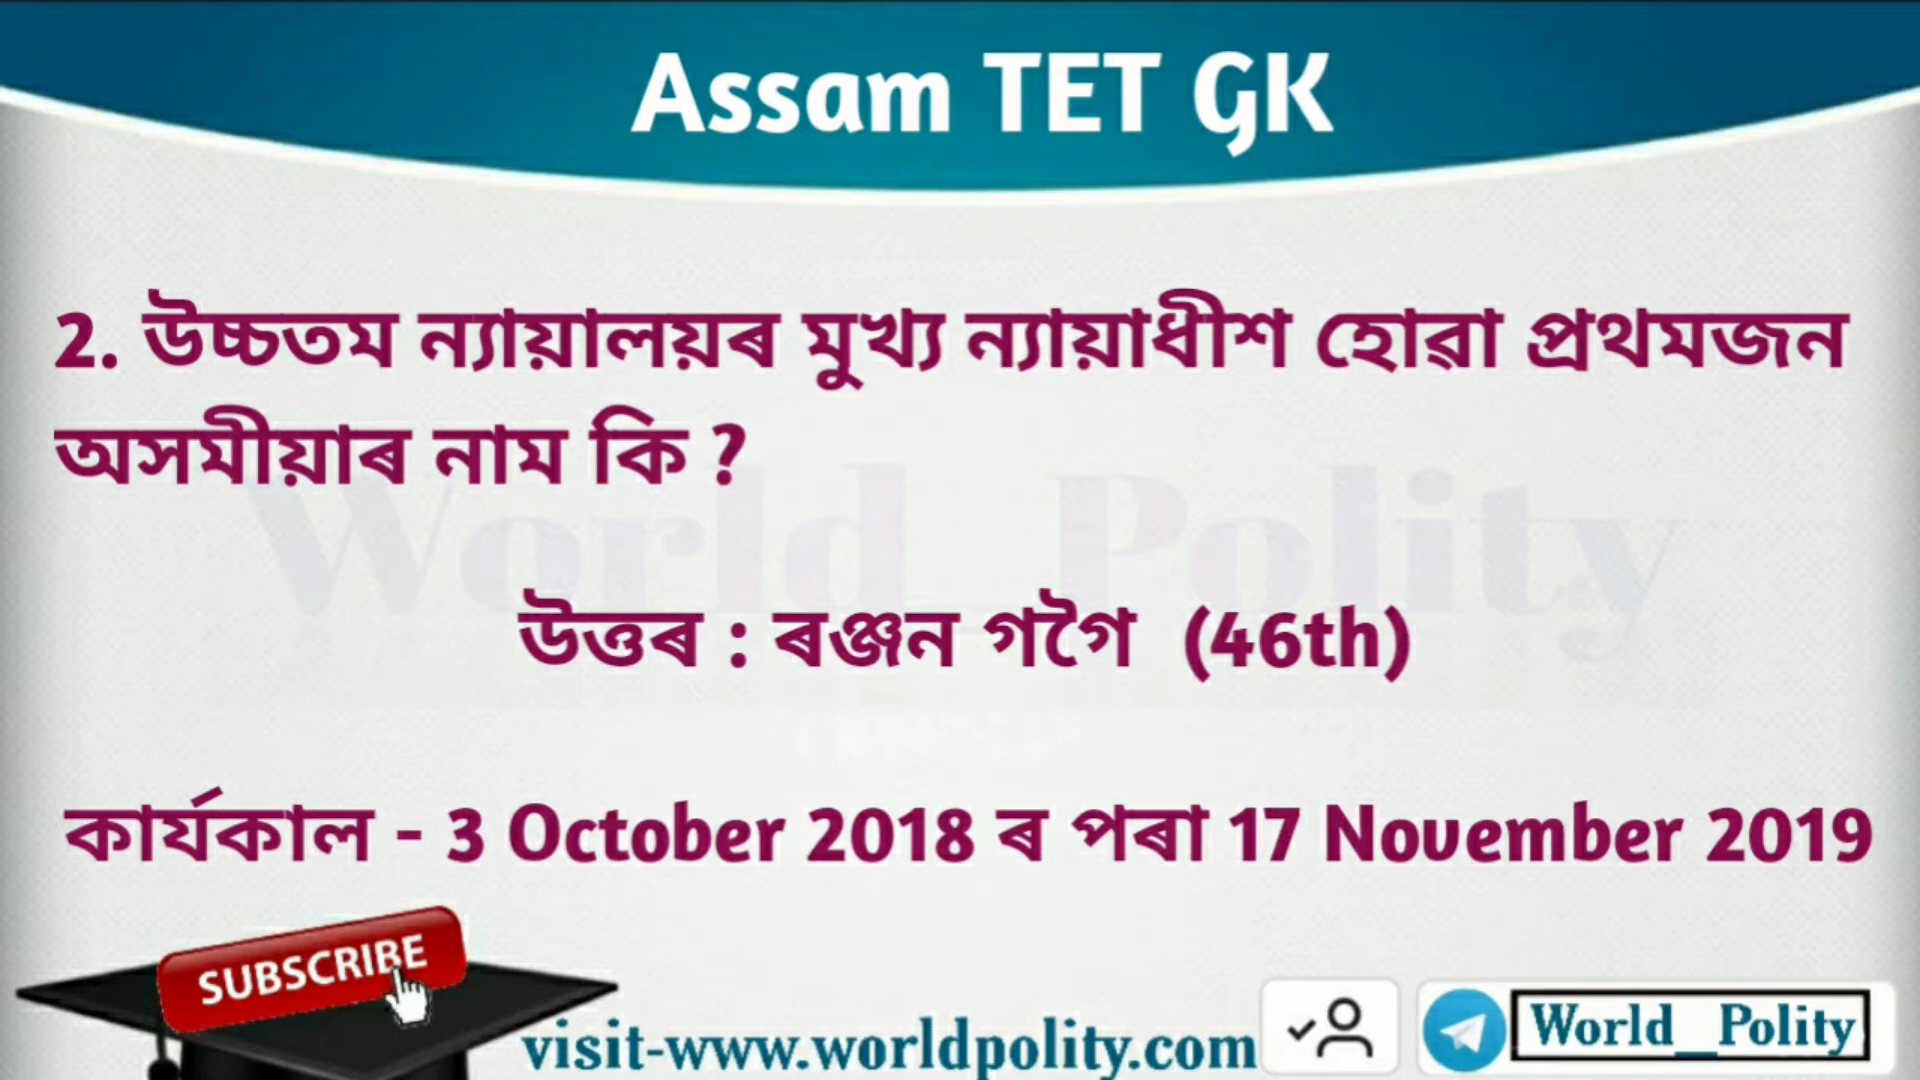 Assam TET GK
2. উচ্চতম ন্যায়ালয়ৰ মুখ্য ন্যায়াধীশ হোৱা প্ৰথমজন
অসমীয়াৰ নাম কি ?
World_Polity
উত্তৰ : ৰঞ্জন গগৈ (46th)
কাৰ্যকাল - 3 October 2018 ৰ পৰা 17 November 2019
SUBSCRIBE
visit-www.worldpolity.com
World_Polity